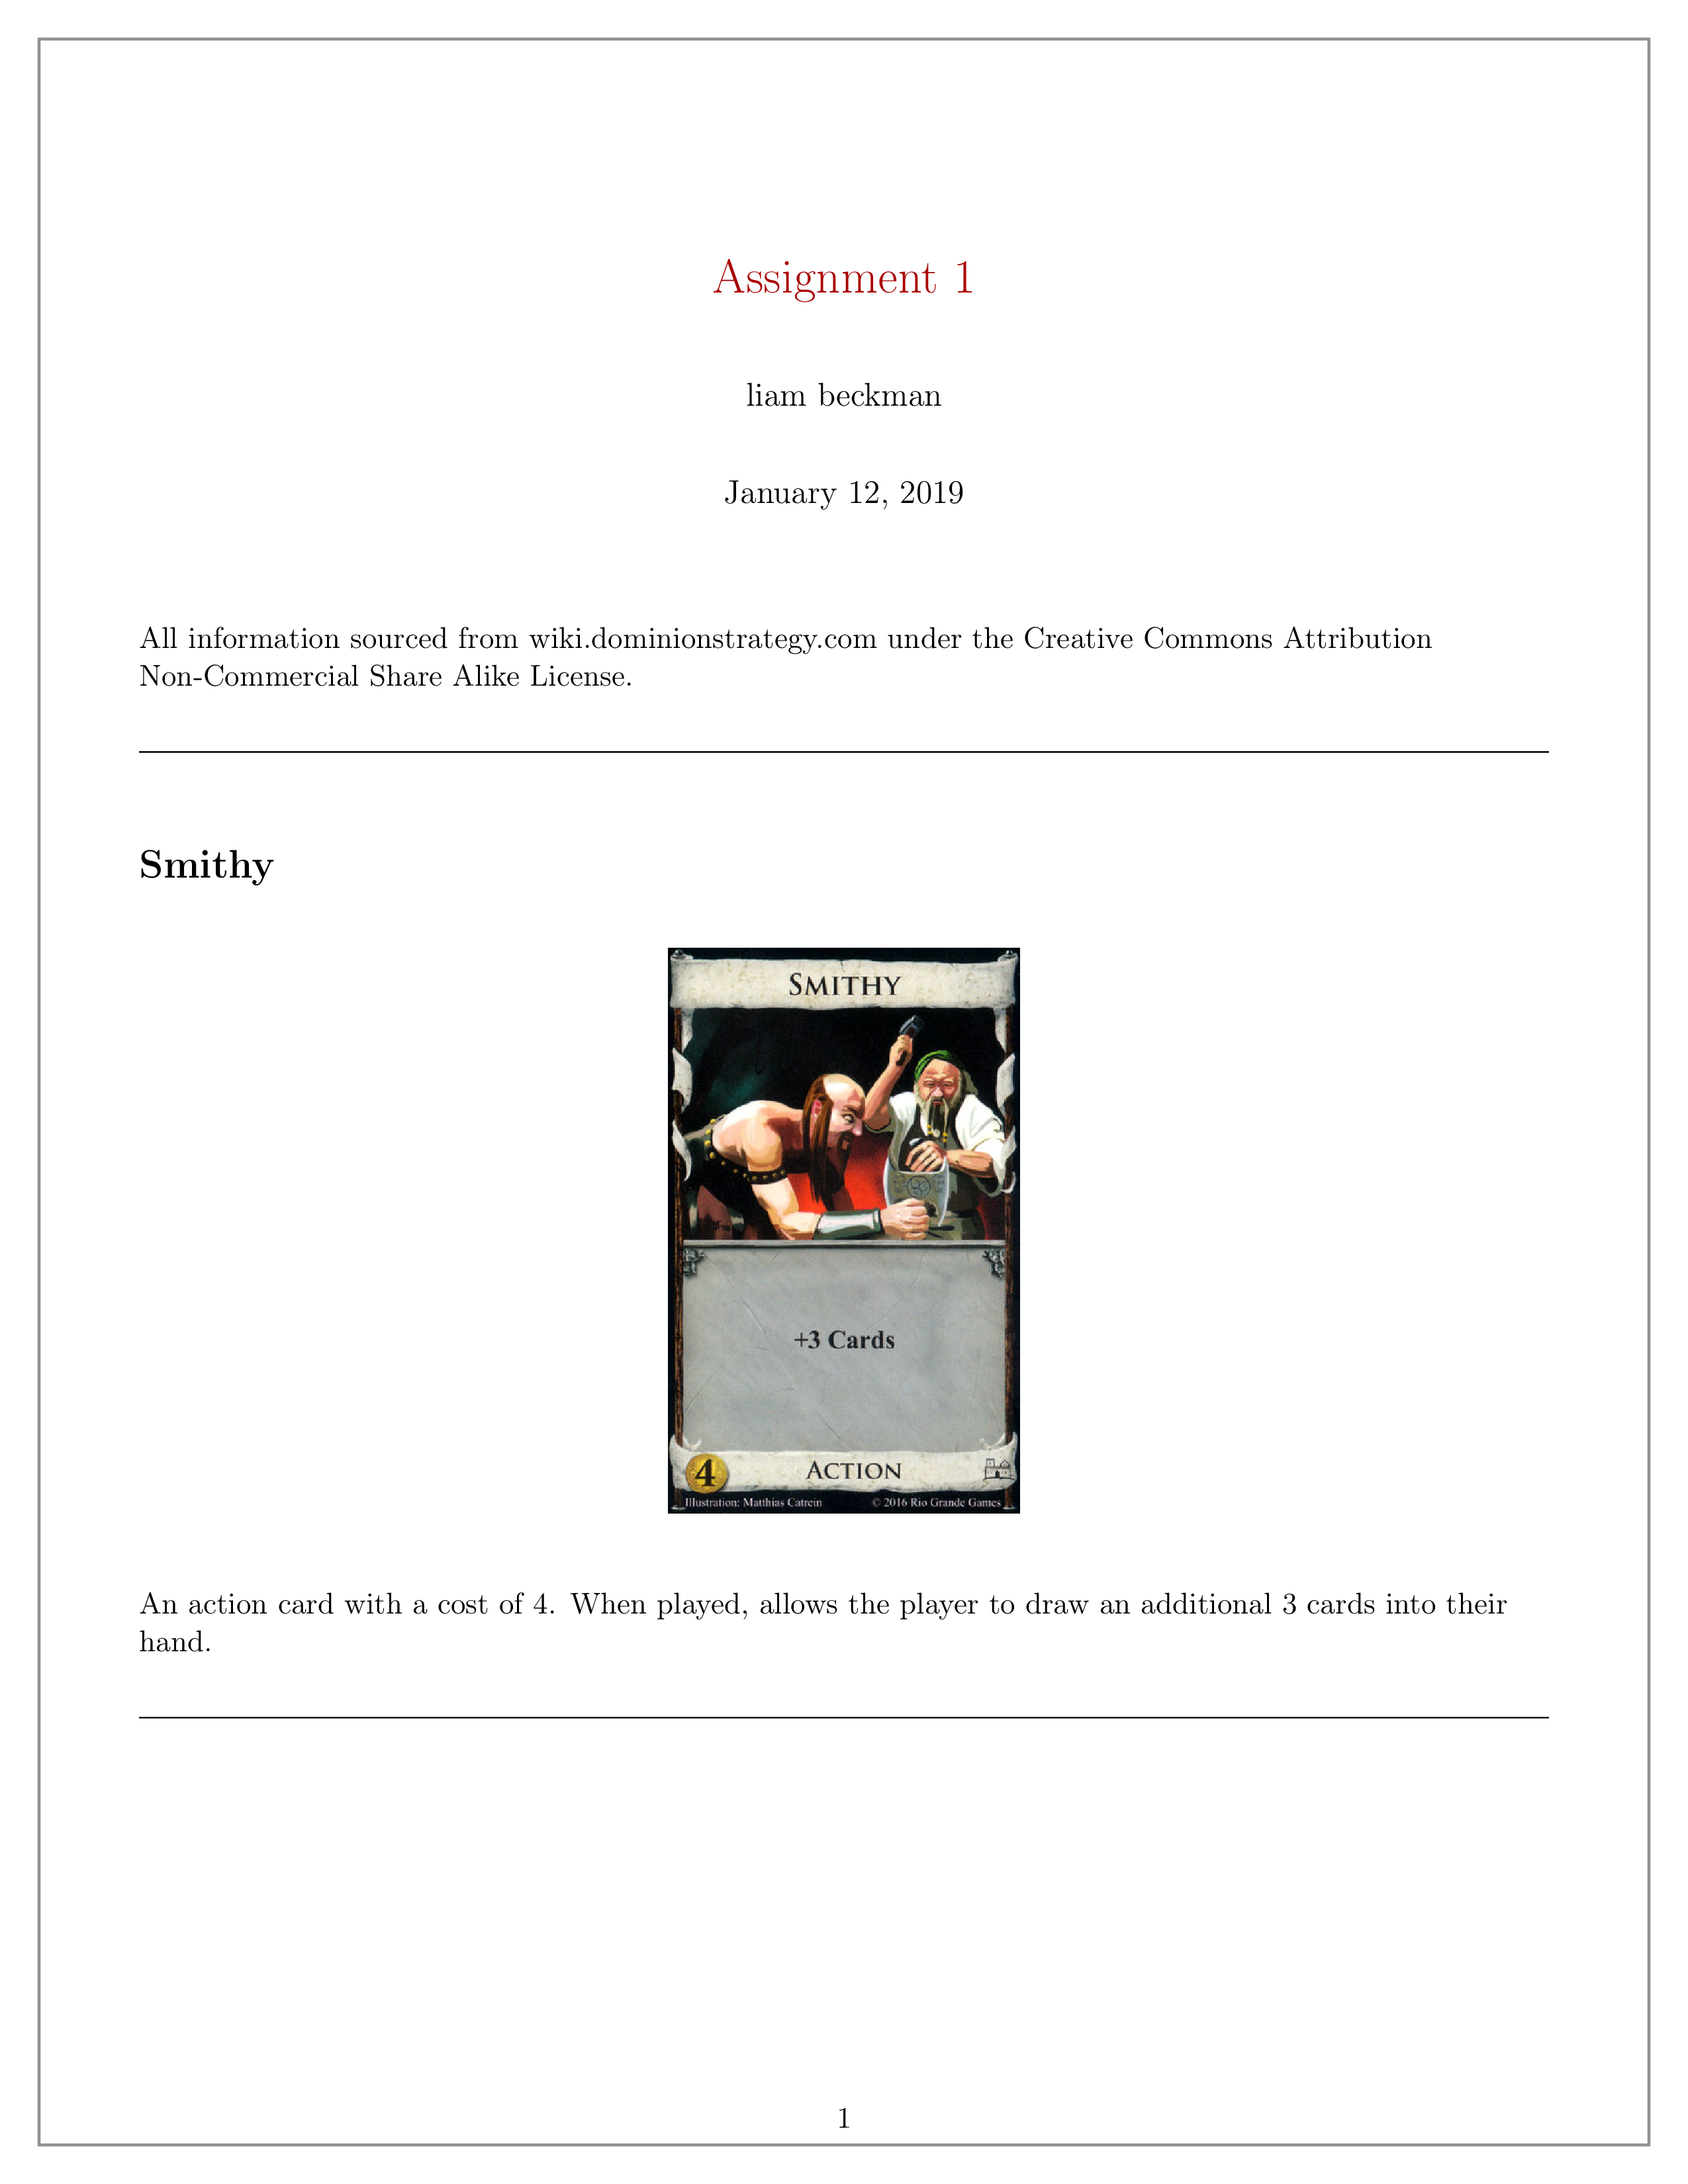 Assignment 1
liam beckman
January 12, 2019
All information sourced from wiki.dominionstrategy.com under the Creative Commons Attribution
Non-Commercial Share Alike License.
Smithy
SMITHY
+3 Cards
4 ACTION
Illustration: Matthias Catrein © 2016 Rio Grande Games
An action card with a cost of 4. When played, allows the player to draw an additional 3 cards into their
hand.
1